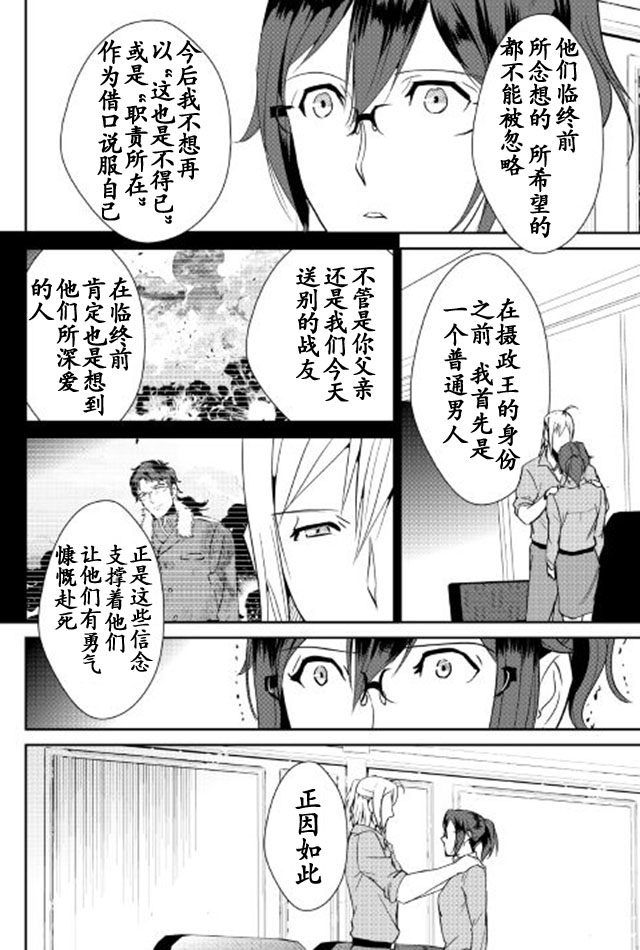 他们临终前
所念想的 所希望的
都不能被忽略
今后我不想再
以“这也是不得已”
或是“职责所在”
作为借口说服自己
在摄政王的身份
之前 我首先是
一个普通男人
不管是你父亲
还是我们今天
送别的战友
在临终前
肯定也是想到
他们所深爱
的人
正是这些信念
支撑着他们
让他们有勇气
慷慨赴死
正因如此